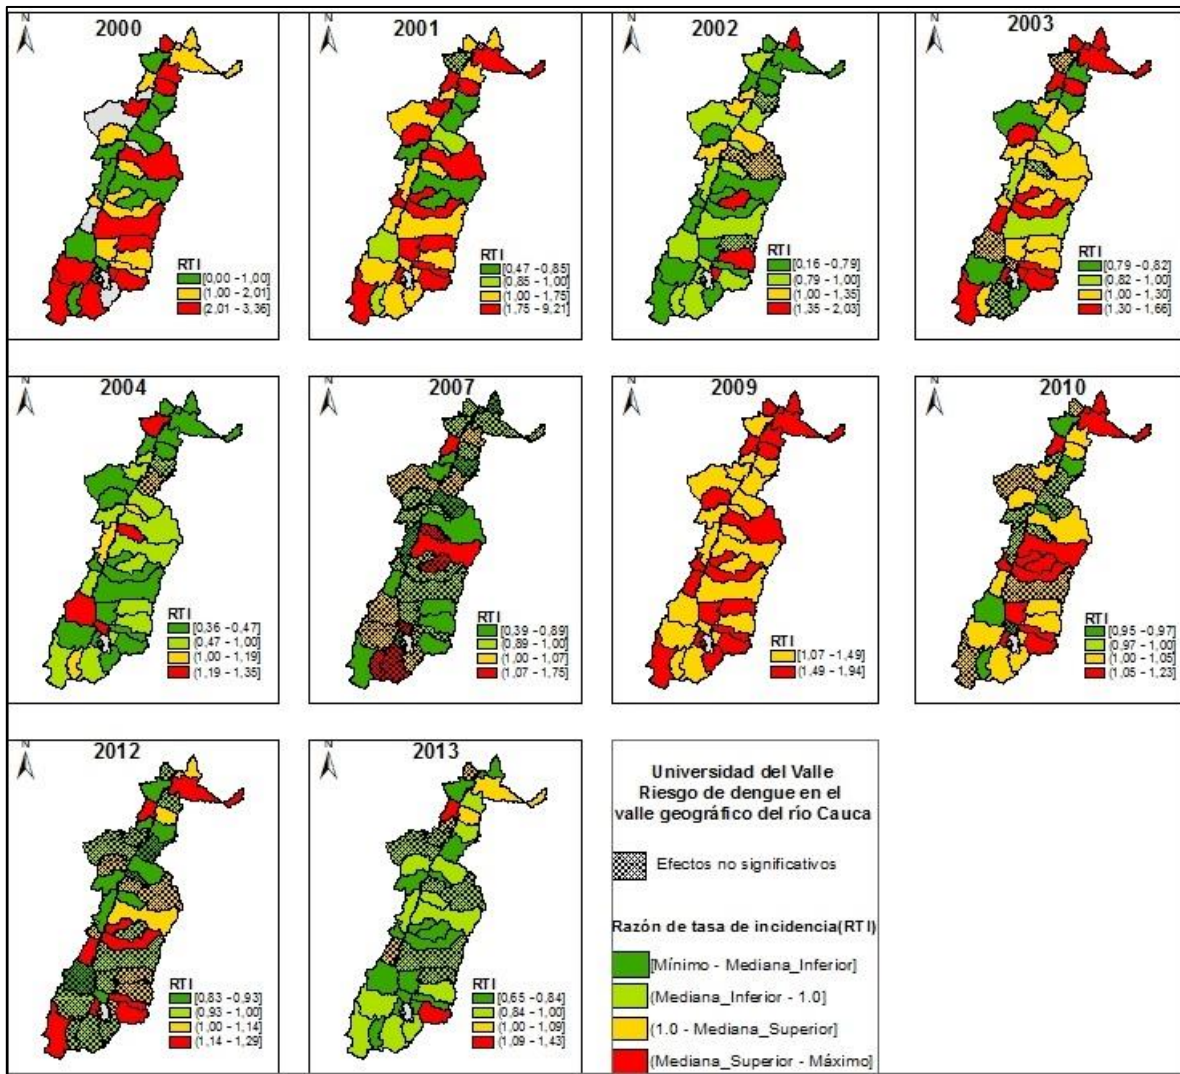 N
2000
RTI
[0,00 - 1,00]
(1,00 - 2,01]
(2,01 - 3,36]
N
2001
RTI
[0,47 - 0,85]
(0,85 - 1,00]
(1,00 - 1,75]
(1,75 - 9,21]
N
2002
RTI
[0,16 - 0,79]
(0,79 - 1,00]
(1,00 - 1,35]
(1,35 - 2,03]
N
2003
RTI
[0,79 - 0,82]
(0,82 - 1,00]
(1,00 - 1,30]
(1,30 - 1,66]
N
2004
RTI
[0,36 - 0,47]
(0,47 - 1,00]
(1,00 - 1,19]
(1,19 - 1,35]
N
2007
RTI
[0,39 - 0,89]
(0,89 - 1,00]
(1,00 - 1,07]
(1,07 - 1,75]
N
2009
RTI
[1,07 - 1,49]
(1,49 - 1,94]
N
2010
RTI
[0,95 - 0,97]
(0,97 - 1,00]
(1,00 - 1,05]
(1,05 - 1,23]
N
2012
RTI
[0,83 - 0,93]
(0,93 - 1,00]
(1,00 - 1,14]
(1,14 - 1,29]
N
2013
RTI
[0,65 - 0,84]
(0,84 - 1,00]
(1,00 - 1,09]
(1,09 - 1,43]
Universidad del Valle
Riesgo de dengue en el
valle geográfico del río Cauca
Efectos no significativos
Razón de tasa de incidencia(RTI)
[Mínimo - Mediana_Inferior]
(Mediana_Inferior - 1.0]
(1.0 - Mediana_Superior]
(Mediana_Superior - Máximo]